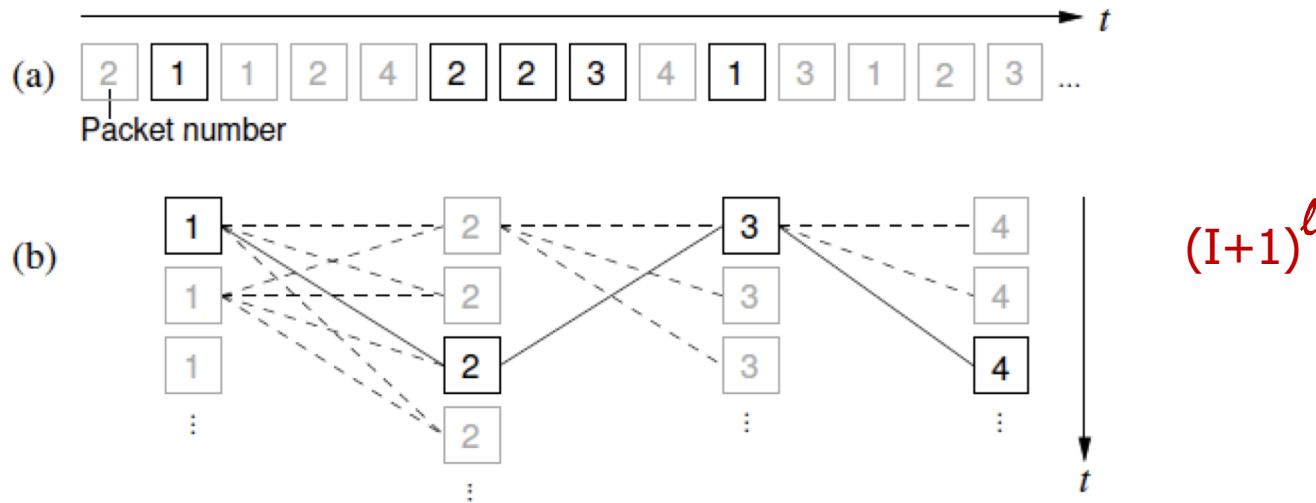 t
(a) 2 1 1 2 4 2 2 3 4 1 3 1 2 3 ...
Packet number
1 2 3 4
(b) (I+1)^ℓ
1 2 3 4
1 2 3 4
⋮ 2 ⋮ ⋮
⋮ t